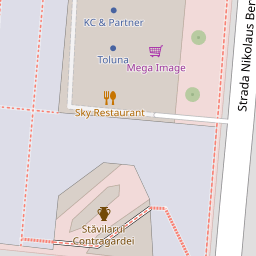 KC & Partner
Toluna
Mega Image
Sky.Restaurant
Strada Nikolaus Ber
Stăvilarul
Contragărdei